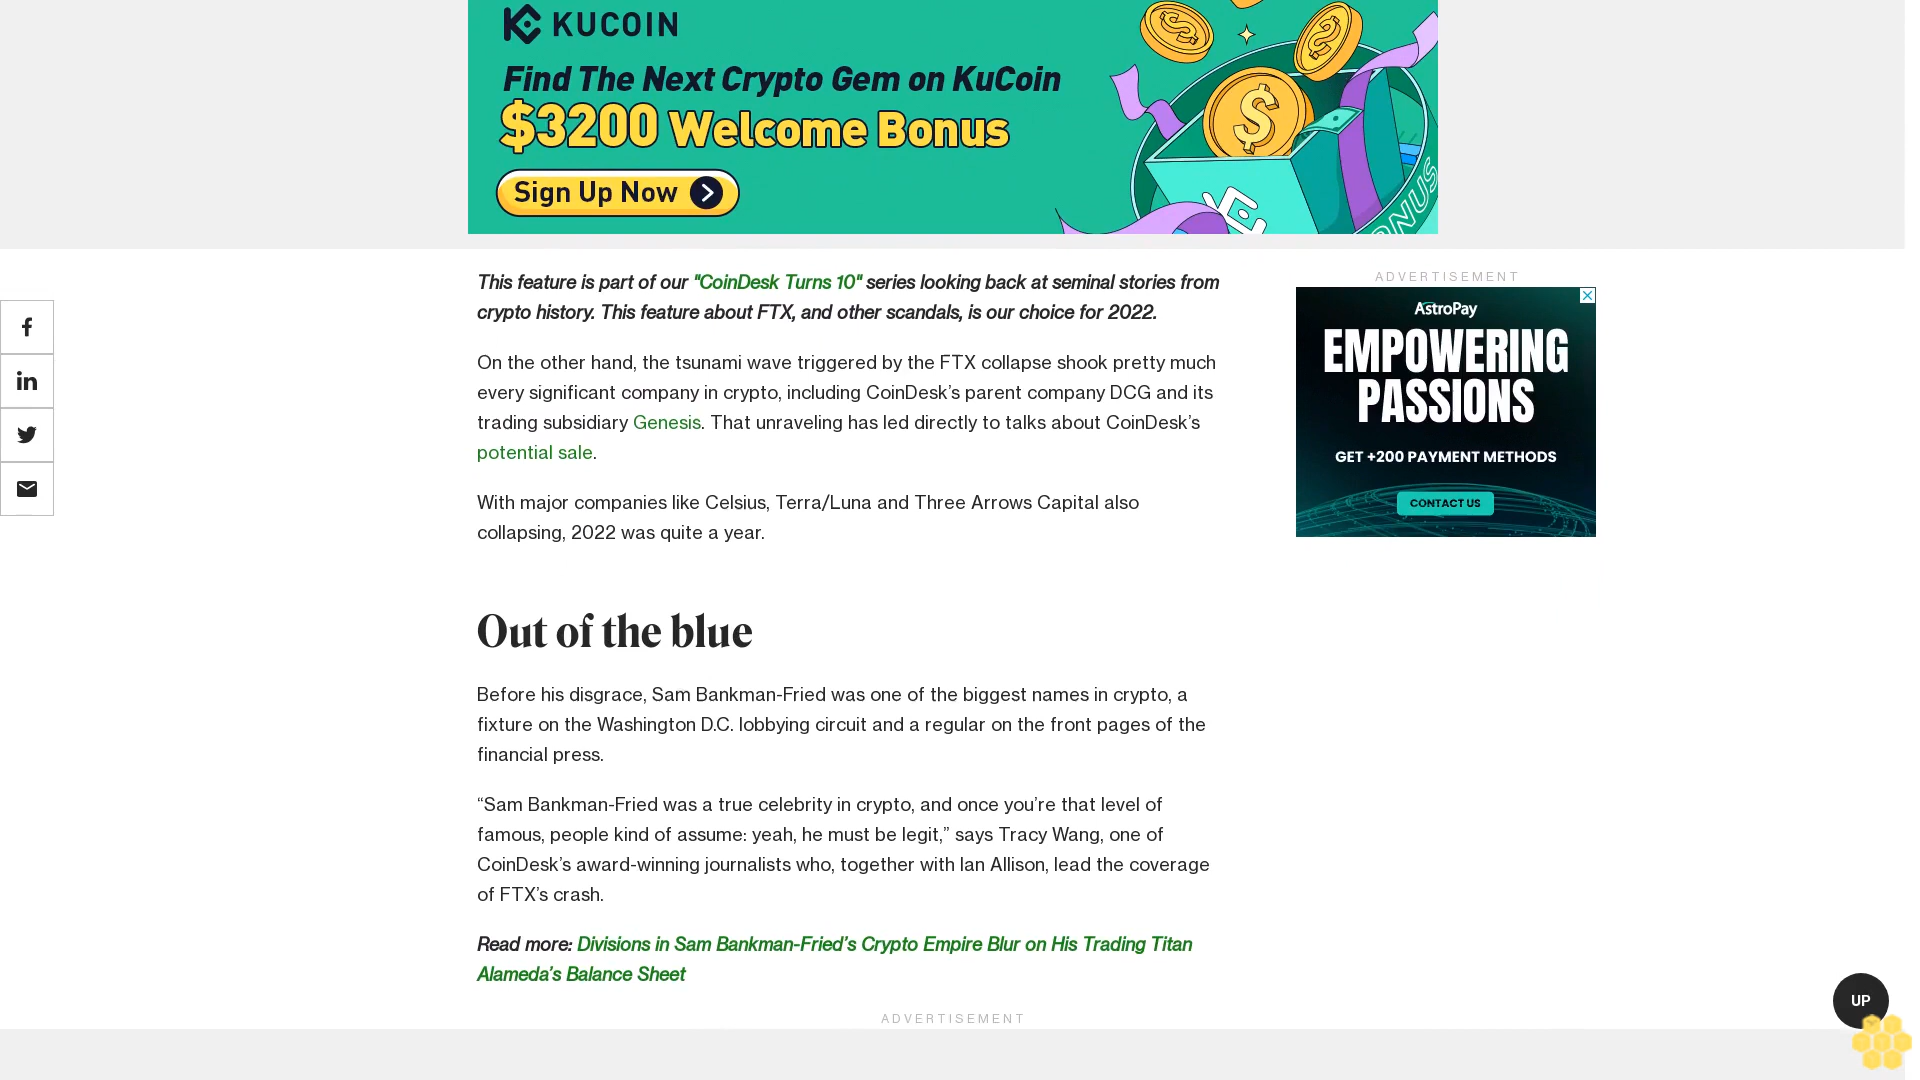 KUCOIN
Find The Next Crypto Gem on KuCoin
$3200 Welcome Bonus
Sign Up Now
BONUS
This feature is part of our "CoinDesk Turns 10" series looking back at seminal stories from
crypto history. This feature about FTX, and other scandals, is our choice for 2022.
On the other hand, the tsunami wave triggered by the FTX collapse shook pretty much
every significant company in crypto, including CoinDesk’s parent company DCG and its
trading subsidiary Genesis. That unraveling has led directly to talks about CoinDesk’s
potential sale.
With major companies like Celsius, Terra/Luna and Three Arrows Capital also
collapsing, 2022 was quite a year.
Out of the blue
Before his disgrace, Sam Bankman-Fried was one of the biggest names in crypto, a
fixture on the Washington D.C. lobbying circuit and a regular on the front pages of the
financial press.
“Sam Bankman-Fried was a true celebrity in crypto, and once you’re that level of
famous, people kind of assume: yeah, he must be legit,” says Tracy Wang, one of
CoinDesk’s award-winning journalists who, together with Ian Allison, lead the coverage
of FTX’s crash.
Read more: Divisions in Sam Bankman-Fried’s Crypto Empire Blur on His Trading Titan
Alameda’s Balance Sheet
ADVERTISEMENT
ADVERTISEMENT
AstroPay
EMPOWERING
PASSIONS
GET +200 PAYMENT METHODS
CONTACT US
UP